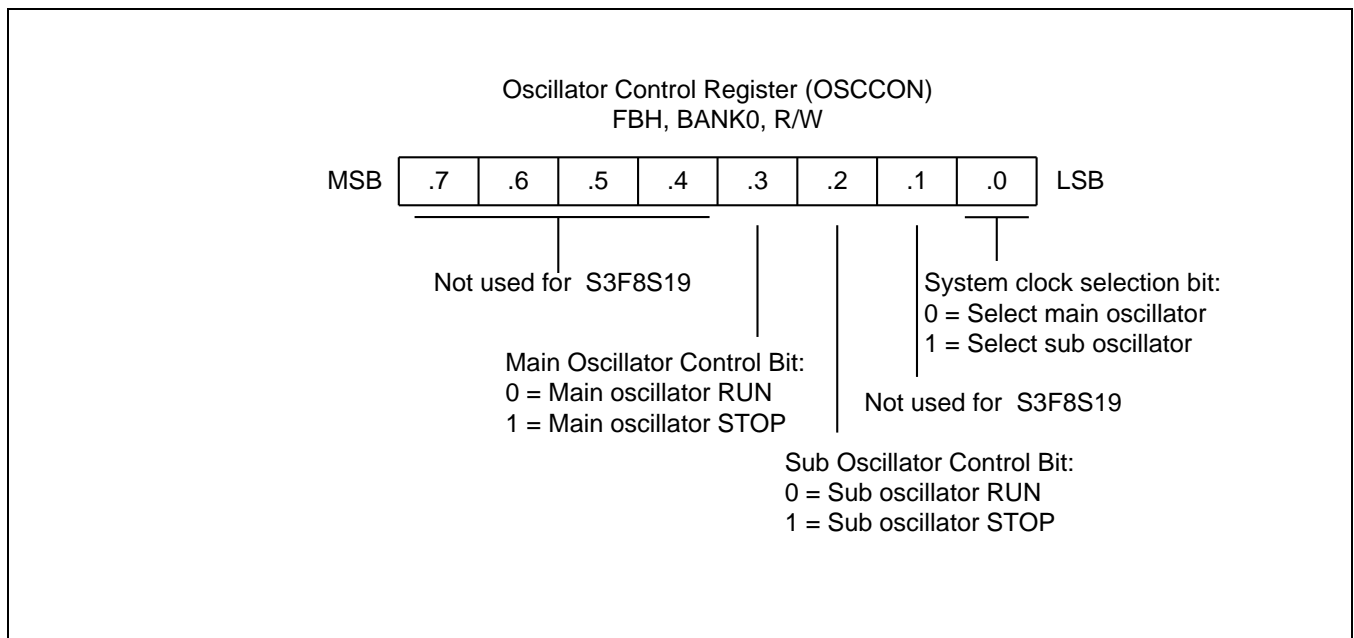 Oscillator Control Register (OSCCON)
FBH, BANK0, R/W
MSB .7 .6 .5 .4 .3 .2 .1 .0 LSB
Not used for S3F8S19
System clock selection bit:
0 = Select main oscillator
1 = Select sub oscillator
Main Oscillator Control Bit:
0 = Main oscillator RUN
1 = Main oscillator STOP
Not used for S3F8S19
Sub Oscillator Control Bit:
0 = Sub oscillator RUN
1 = Sub oscillator STOP